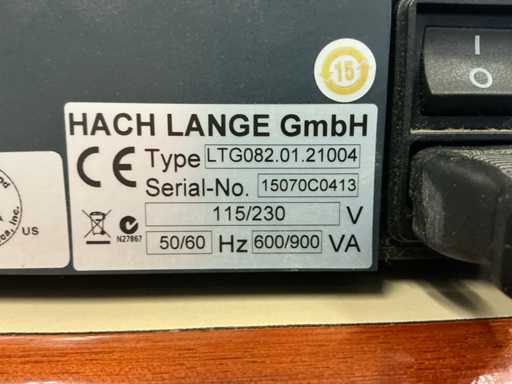 15
HACH LANGE GmbH
Type LTG082.01.21004
Serial-No. 15070C0413
115/230 V
N27867
50/60 Hz 600/900 VA
US
I
O